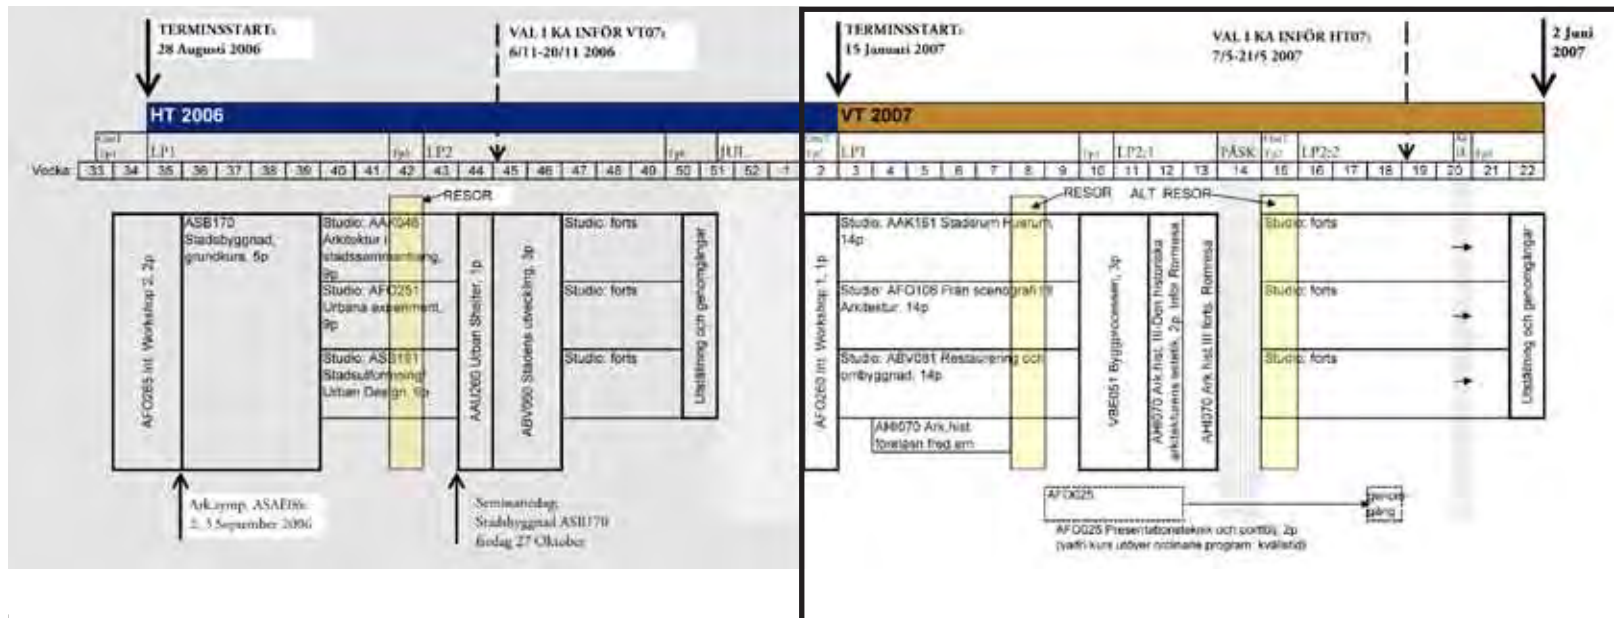 TERMINSSTART:
28 Augusti 2006
VAL I KA INFÖR VT07:
6/11-20/11 2006
TERMINSSTART:
15 Januari 2007
VAL I KA INFÖR HT07:
7/5-21/5 2007
2 Juni
2007
HT 2006
VT 2007
LP1
LP2
JUL
LP1
LP2:1
PÅSK
LP2:2
Vecka: 33 34 35 36 37 38 39 40 41 42 43 44 45 46 47 48 49 50 51 52 1 2 3 4 5 6 7 8 9 10 11 12 13 14 15 16 17 18 19 20 21 22
RESOR
RESOR
ALT RESOR
AFO265 Int. Workshop 2, 2p
ASB170
Stadsbyggnad,
grundkurs, 5p
Studio: AAK046
Arkitektur i
stadssammanhang,
9p
Studio: AFO251
Urbana experiment,
9p
Studio: ASB191
Stadsutformning/
Urban Design, 9p
AAU260 Urban Shelter, 1p
ABV060 Stadens utveckling, 3p
Studio: forts
Studio: forts
Studio: forts
Utställning och genomgångar
AFO260 Int. Workshop 1, 1p
Studio: AAK161 Stadsrum Husrum,
14p
Studio: AFO106 Från scenografi till
Arkitektur, 14p
Studio: ABV081 Restaurering och
ombyggnad, 14p
AHI070 Ark.hist.
föreläsn fred.em
VBE051 Byggprocessen, 3p
AHI070 Ark.hist. III-Den historiska
arkitekturens estetik, 2p. Inför Romresa
AHI070 Ark.hist III forts. Romresa
Studio: forts
Studio: forts
Studio: forts
Utställning och genomgångar
Ark.symp. ASAE08:
2, 3 September 2006
Seminariedag:
Stadsbyggnad ASB170
fredag 27 Oktober
AFO025
genom
gång
AFO025 Presentationsteknik och portfölj, 2p
(valfri kurs utöver ordinarie program: kvällstid)